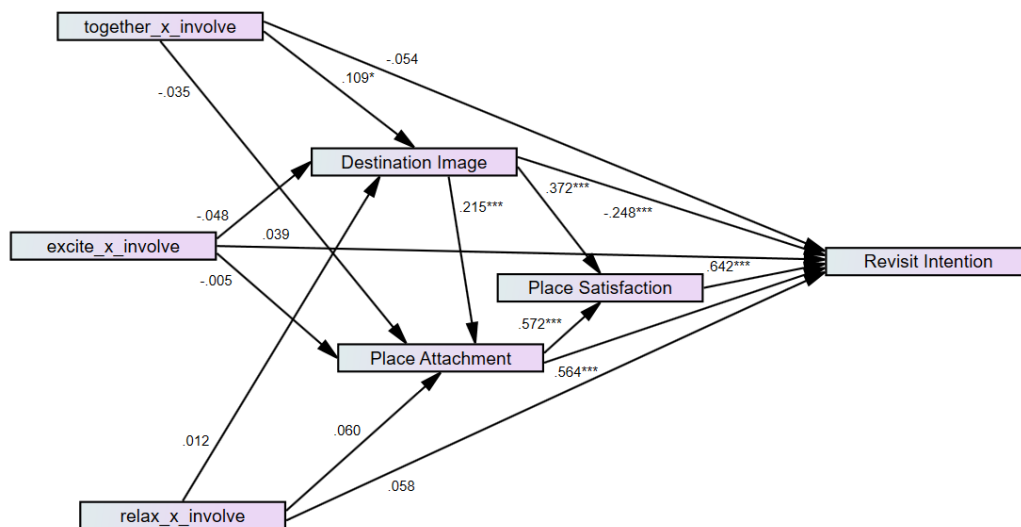 together_x_involve
-.054
-.035
.109*
Destination Image
.372***
-.048
.215***
-.248***
excite_x_involve
.039
Revisit Intention
.642***
-.005
Place Satisfaction
.572***
Place Attachment
.564***
.012
.060
.058
relax_x_involve